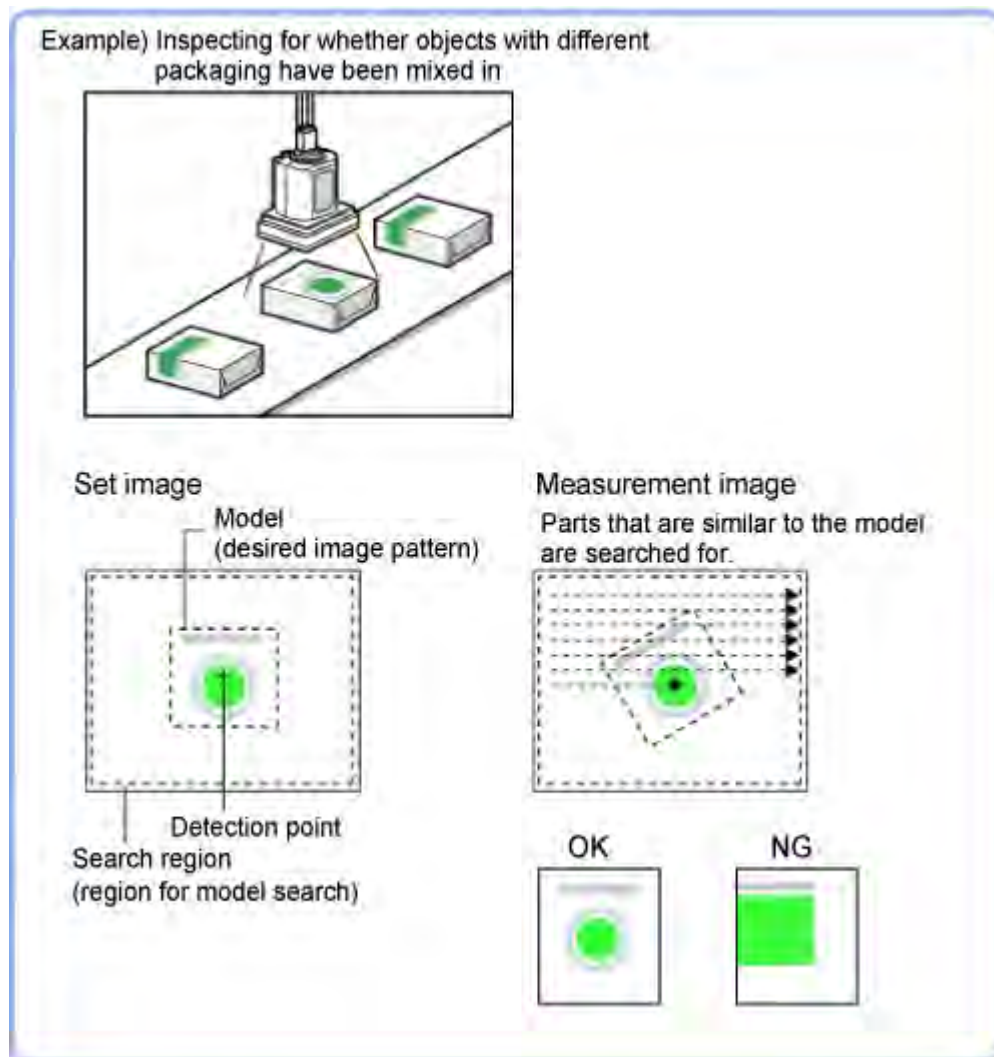 Example) Inspecting for whether objects with different
packaging have been mixed in
Set image
Model
(desired image pattern)
Detection point
Search region
(region for model search)
Measurement image
Parts that are similar to the model
are searched for.
OK
NG